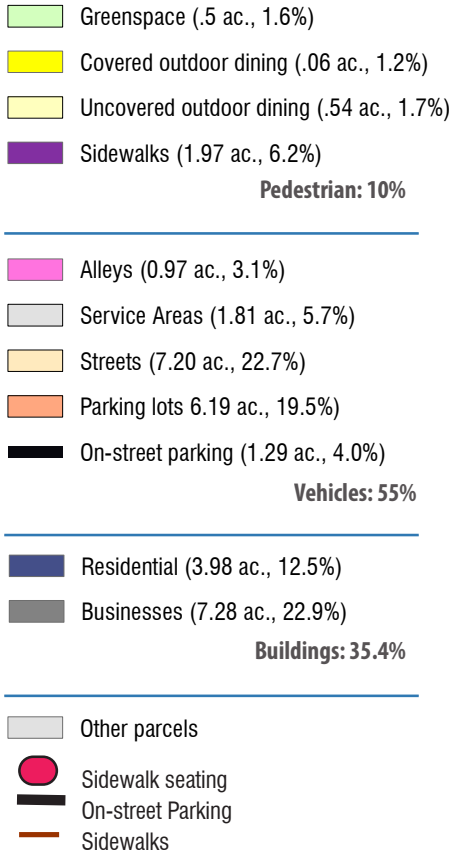 Greenspace (.5 ac., 1.6%)
Covered outdoor dining (.06 ac., 1.2%)
Uncovered outdoor dining (.54 ac., 1.7%)
Sidewalks (1.97 ac., 6.2%)
Pedestrian: 10%
Alleys (0.97 ac., 3.1%)
Service Areas (1.81 ac., 5.7%)
Streets (7.20 ac., 22.7%)
Parking lots 6.19 ac., 19.5%)
On-street parking (1.29 ac., 4.0%)
Vehicles: 55%
Residential (3.98 ac., 12.5%)
Businesses (7.28 ac., 22.9%)
Buildings: 35.4%
Other parcels
Sidewalk seating
On-street Parking
Sidewalks